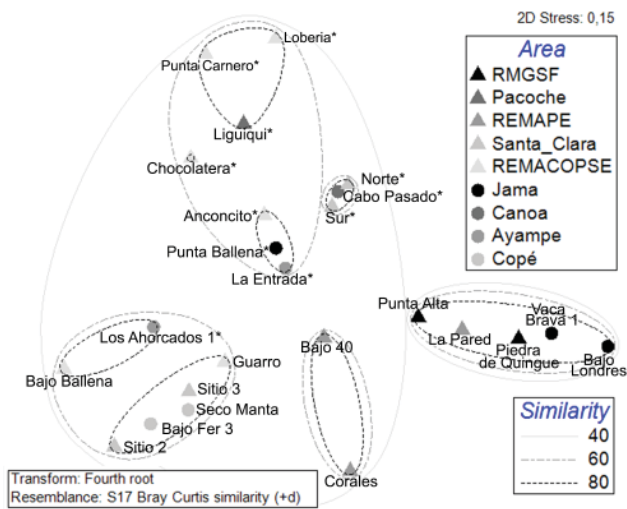 2D Stress: 0,15
Area
RMGSF
Pacoche
REMAPE
Santa_Clara
REMACOPSE
Jama
Canoa
Ayampe
Copé
Loberia*
Punta Carnero*
Liguiqui*
Chocolatera*
Norte*
Cabo Pasado*
Sur*
Anconcito*
Punta Ballena*
La Entrada*
Punta Alta
Vaca
Brava 1
La Pared
Piedra
de Quingue
Bajo
Londres
Los Ahorcados 1*
Bajo 40
Bajo Ballena
Guarro
Sitio 3
Seco Manta
Bajo Fer 3
Sitio 2
Corales
Similarity
40
60
80
Transform: Fourth root
Resemblance: S17 Bray Curtis similarity (+d)